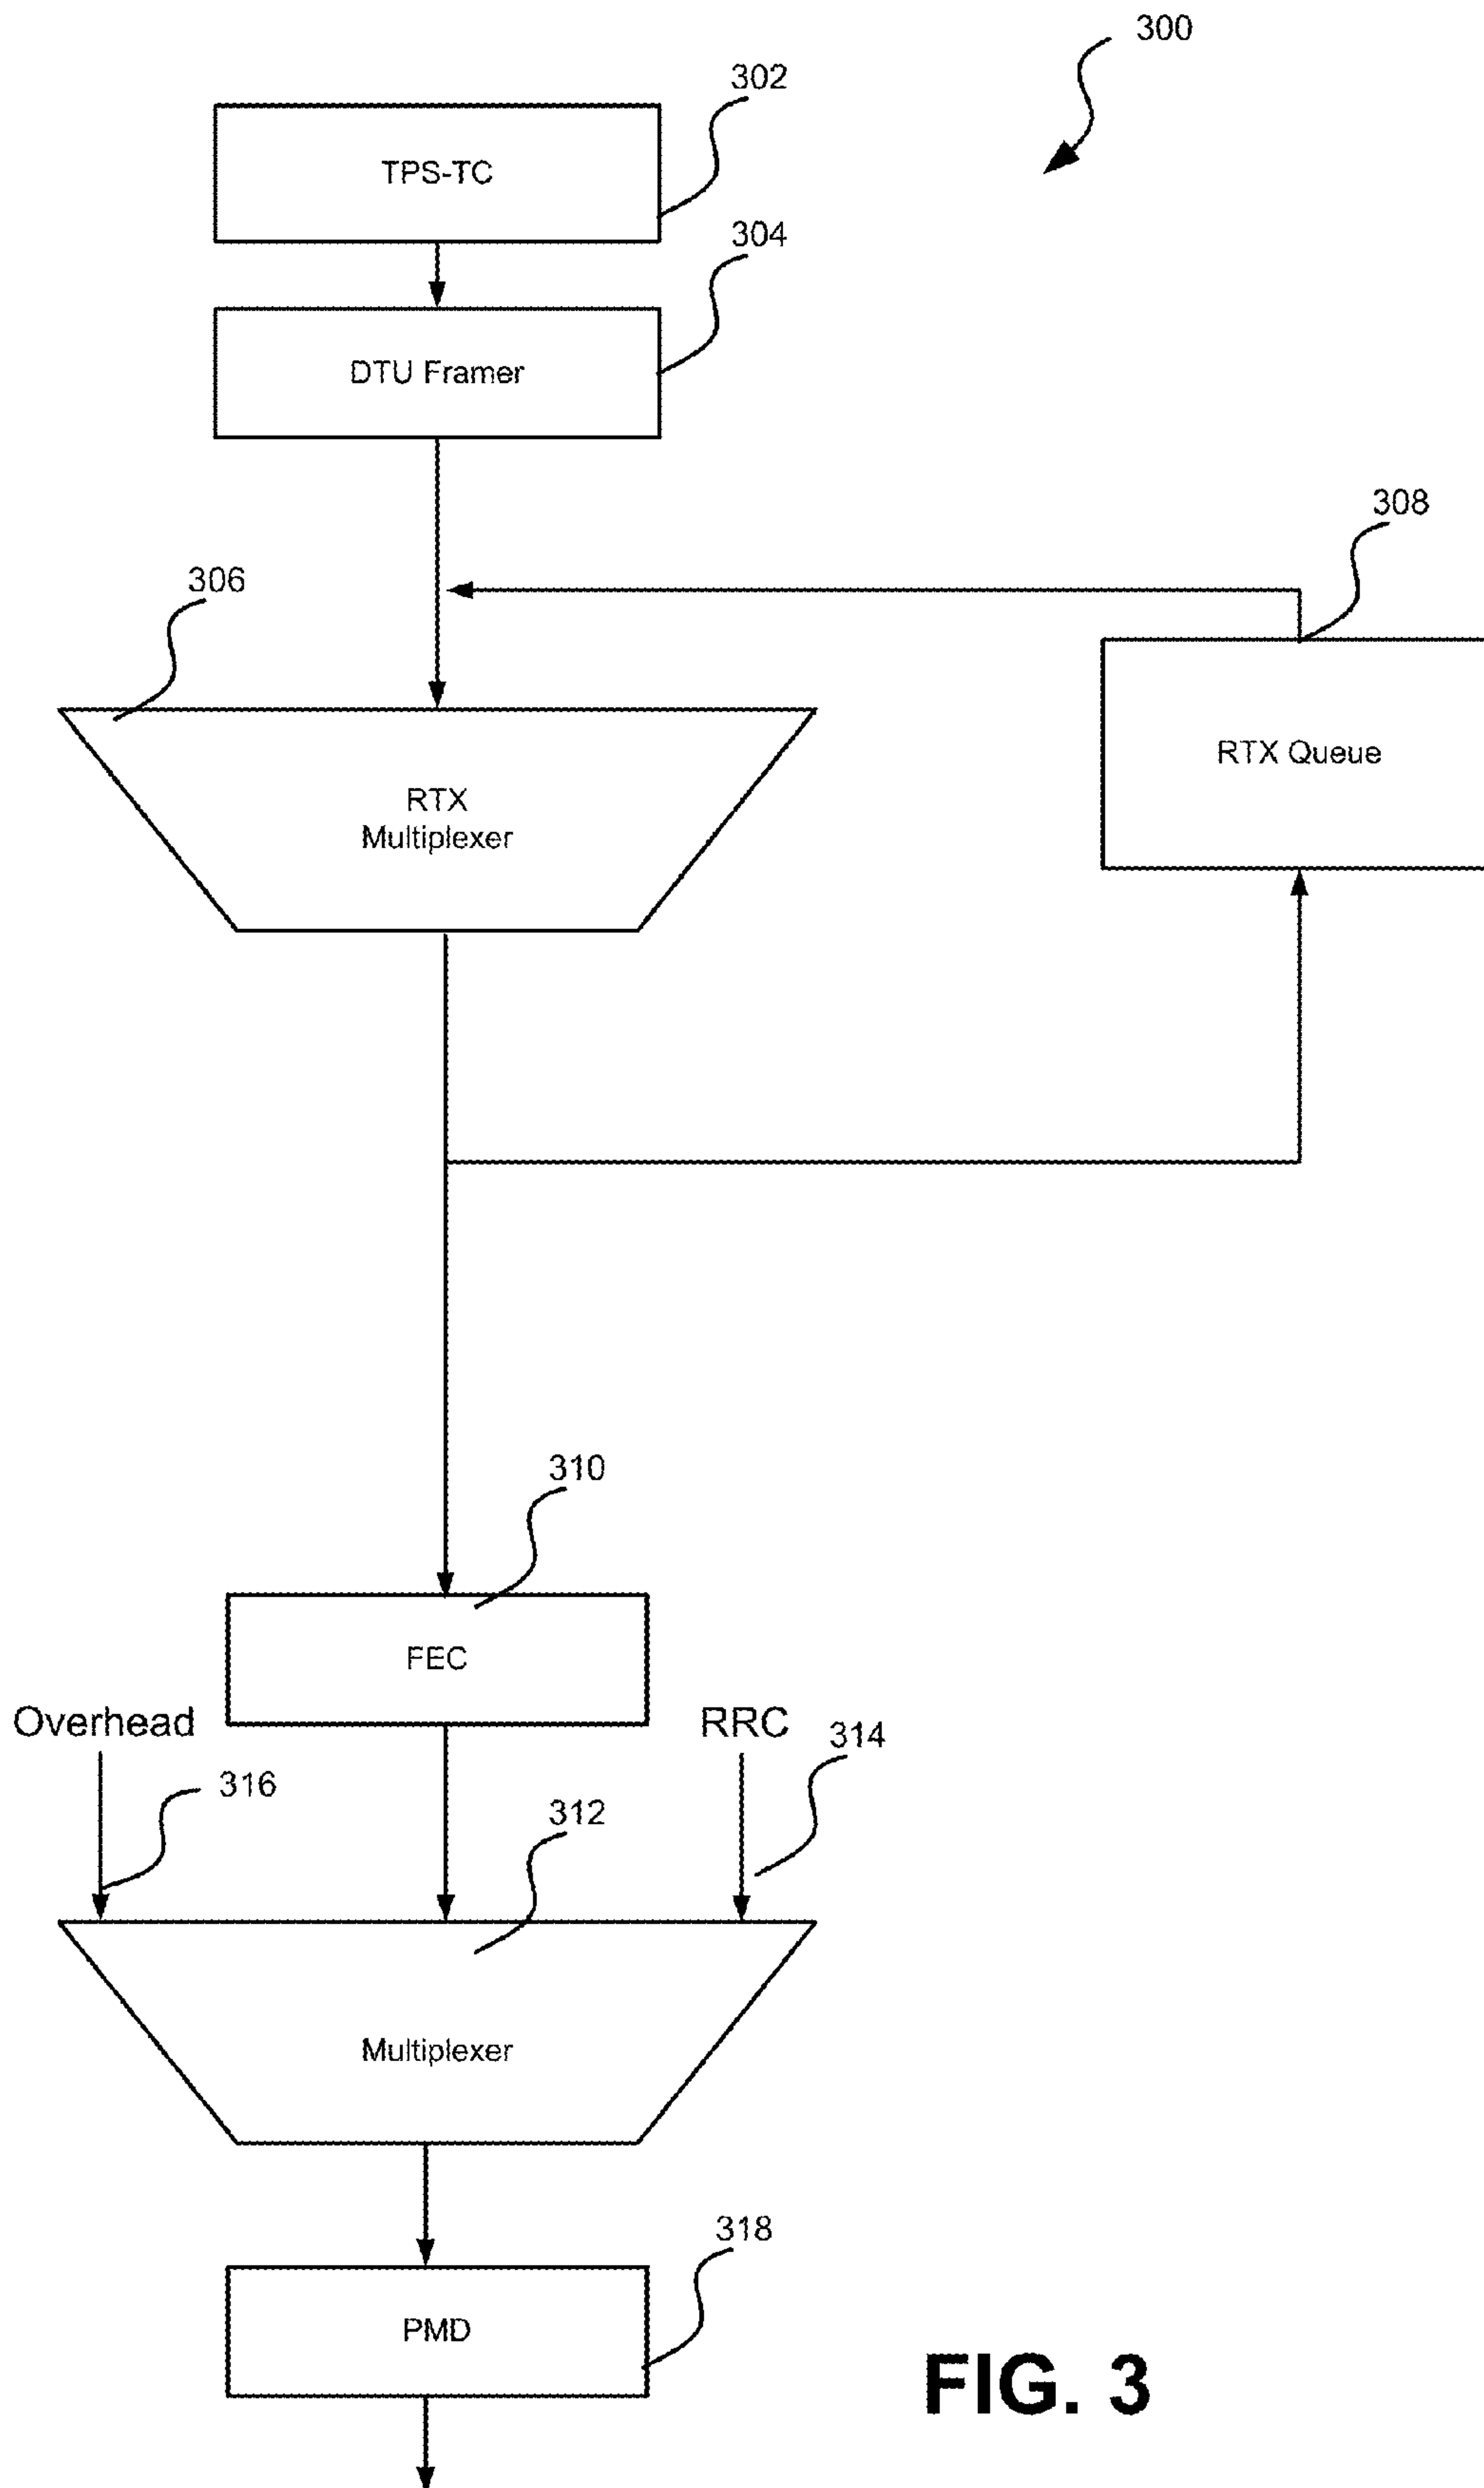 300
302
TPS-TC
304
DTU Framer
308
306
RTX Queue
RTX
Multiplexer
310
FEC
Overhead
RRC
314
316
312
Multiplexer
318
PMD
FIG. 3